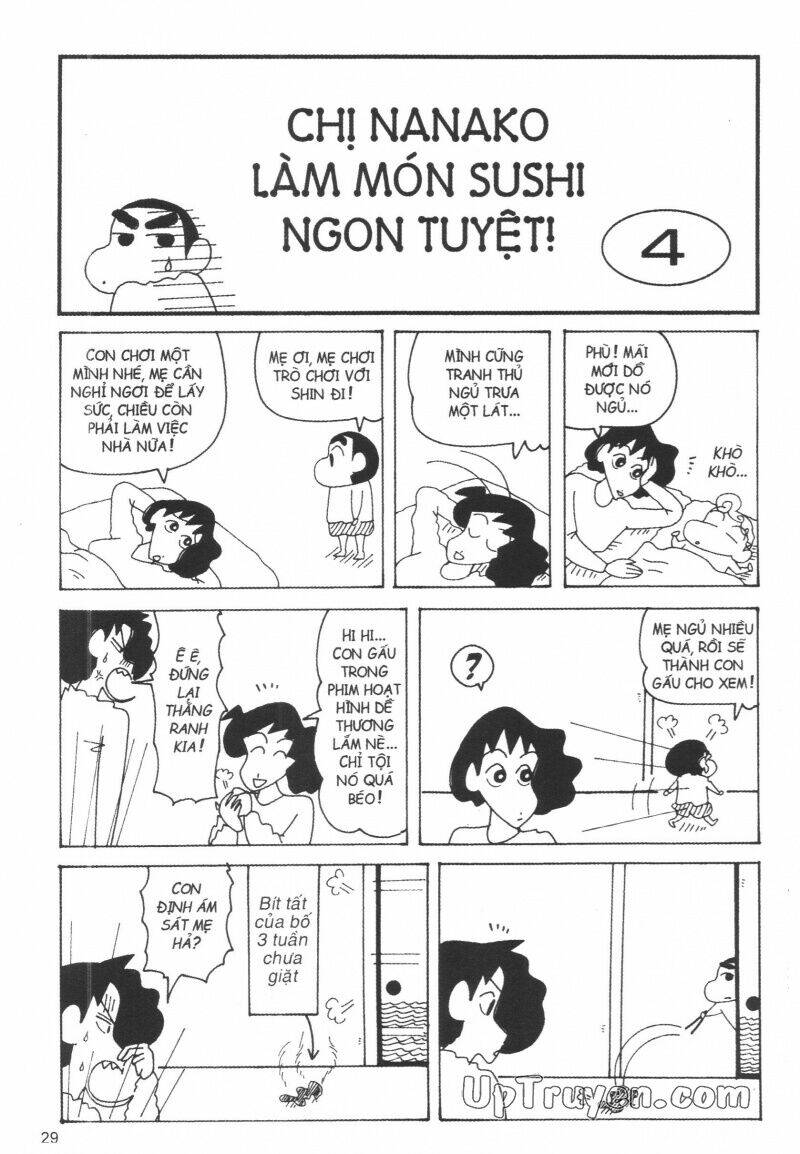 CHỊ NANAKO
LÀM MÓN SUSHI
NGON TUYỆT!
4
PHÙ! MÃI
MỚI DỖ
ĐƯỢC NÓ
NGỦ...
KHÒ
KHÒ...
MÌNH CŨNG
TRANH THỦ
NGỦ TRƯA
MỘT LÁT...
MẸ ƠI, MẸ CHƠI
TRÒ CHƠI VỚI
SHIN ĐI!
CON CHƠI MỘT
MÌNH NHÉ, MẸ CẦN
NGHỈ NGƠI ĐỂ LẤY
SỨC, CHIỀU CÒN
PHẢI LÀM VIỆC
NHÀ NỮA!
MẸ NGỦ NHIỀU
QUÁ, RỒI SẼ
THÀNH CON
GẤU CHO XEM!
?
HI HI...
CON GẤU
TRONG
PHIM HOẠT
HÌNH DỄ
THƯƠNG
LẮM NÈ...
CHỈ TỘI
NÓ QUÁ
BÉO!
Ê Ê,
ĐỨNG
LẠI
THẰNG
RANH
KIA!
UpTruyen.com
Bít tất
của bố
3 tuần
chưa
giặt
CON
ĐỊNH ÁM
SÁT MẸ
HẢ?
29